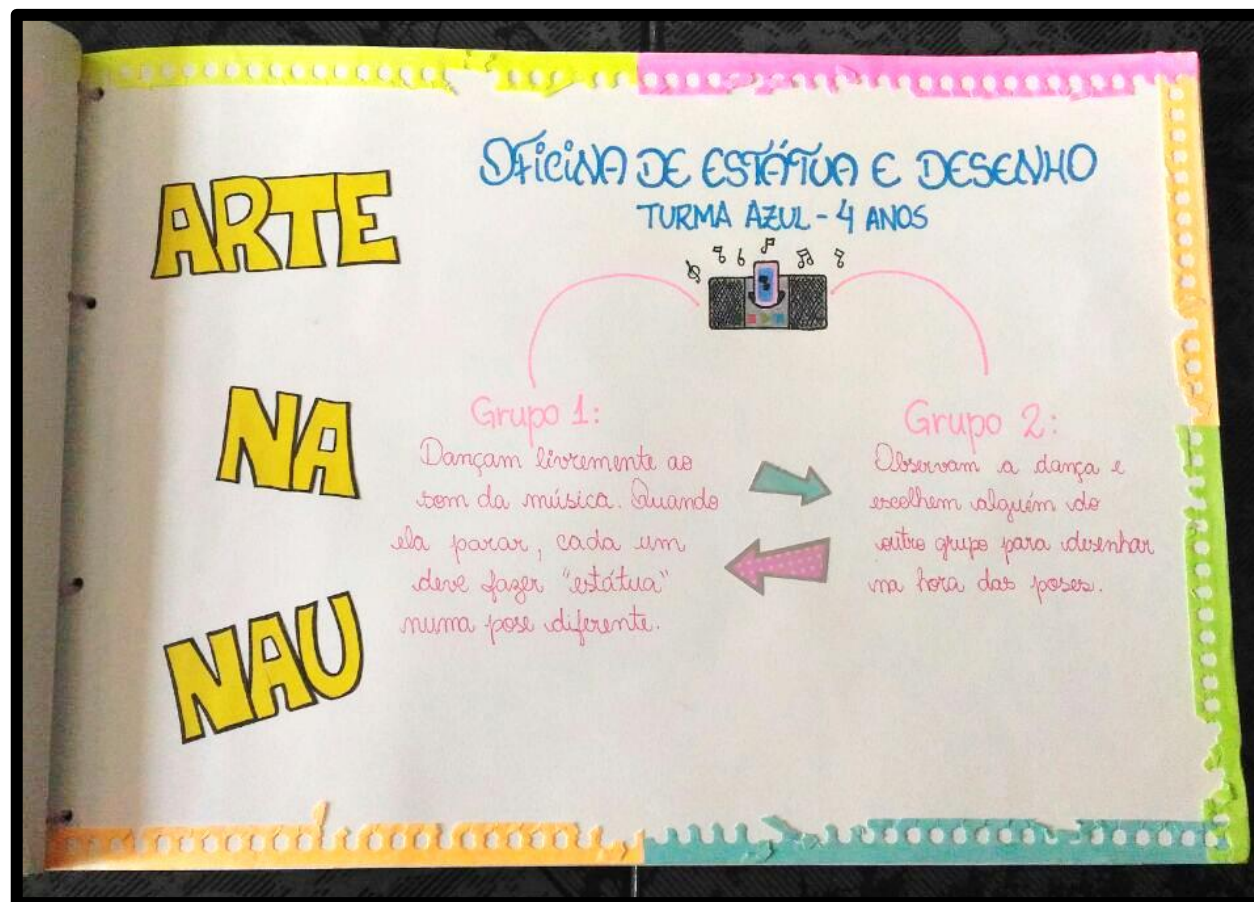 ARTE
NA
NAU
OFICINA DE ESTÁTUA E DESENHO
TURMA AZUL - 4 ANOS
Grupo 1:
Dançam livremente ao
som da música. Quando
ela parar, cada um
deve fazer "estátua"
numa pose diferente.
Grupo 2:
Observam a dança e
escolhem alguém do
outro grupo para desenhar
na hora das poses.